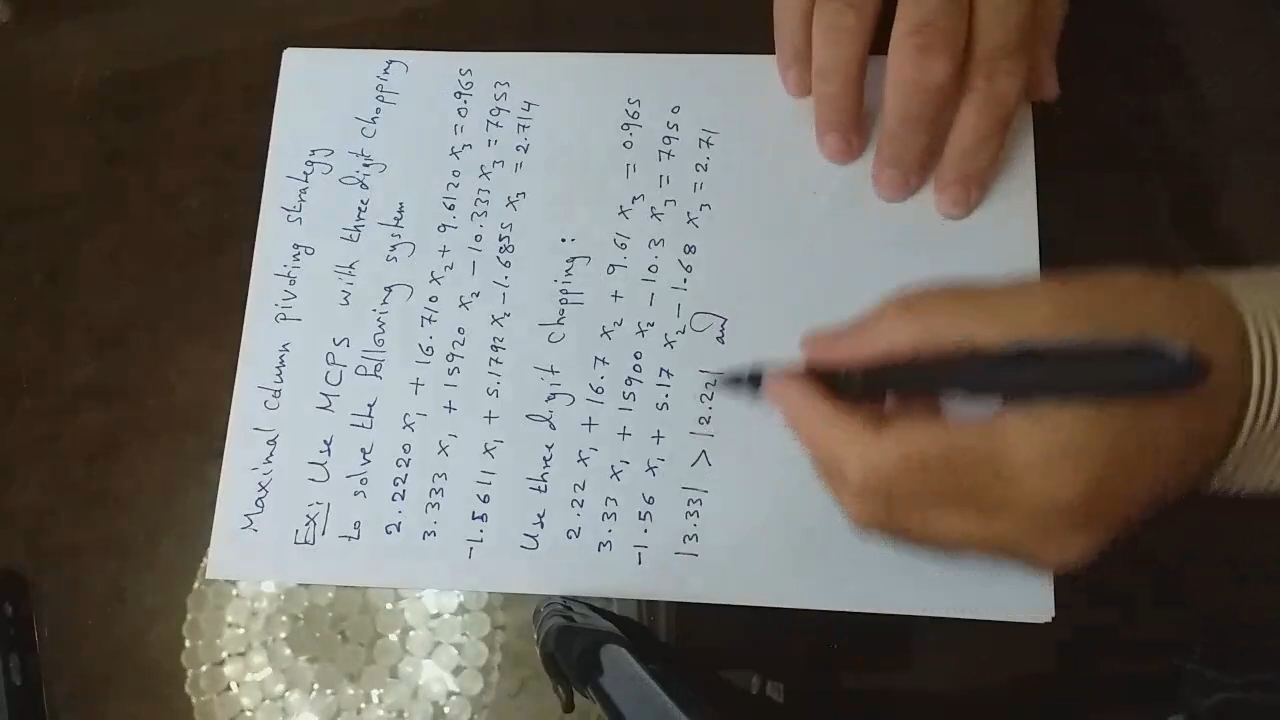 Maximal Column pivoting strategy
Ex: Use MCPS with three digit chopping
to solve the following system
2.2220 x₁ + 16.710 x₂ + 9.6120 x₃ = 0.965
3.333 x₁ + 15920 x₂ - 10.333 x₃ = 7953
-1.5611 x₁ + 5.1792 x₂ - 1.6855 x₃ = 2.714
Use three digit chopping:
2.22 x₁ + 16.7 x₂ + 9.61 x₃ = 0.965
3.33 x₁ + 15900 x₂ - 10.3 x₃ = 7950
-1.56 x₁ + 5.17 x₂ - 1.68 x₃ = 2.71
|3.33| > |2.22| and